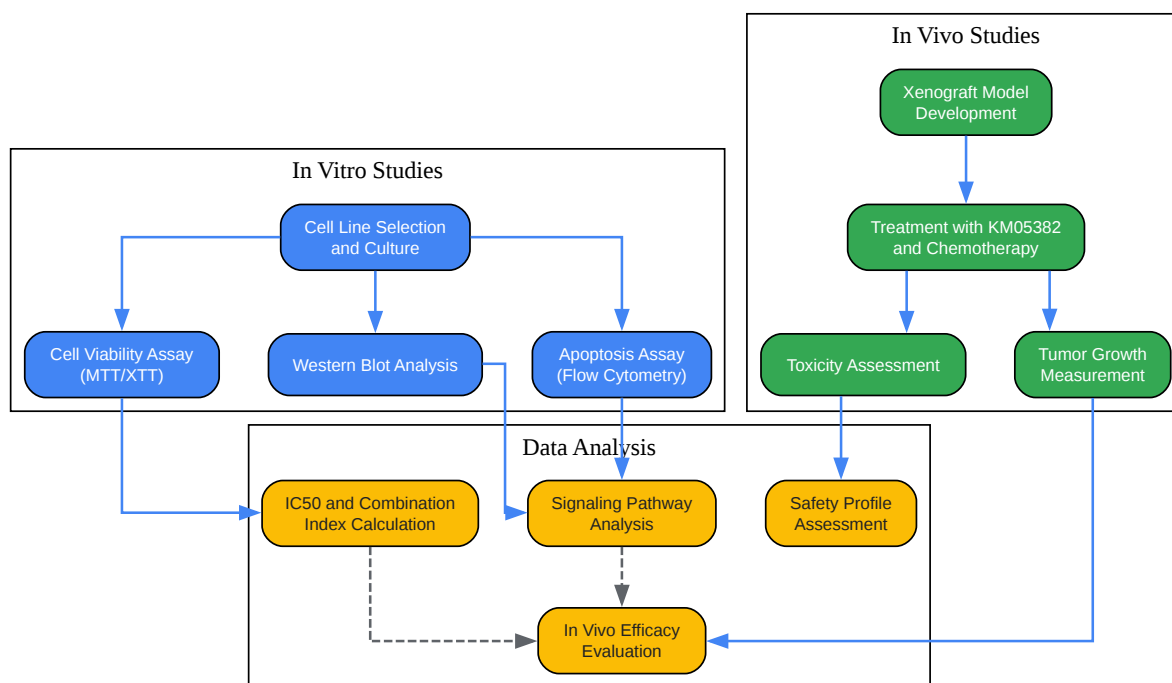 In Vivo Studies
Xenograft Model
Development
Treatment with KM05382
and Chemotherapy
Toxicity Assessment
Tumor Growth
Measurement
In Vitro Studies
Cell Line Selection
and Culture
Cell Viability Assay
(MTT/XTT)
Western Blot Analysis
Apoptosis Assay
(Flow Cytometry)
Data Analysis
IC50 and Combination
Index Calculation
Signaling Pathway
Analysis
Safety Profile
Assessment
In Vivo Efficacy
Evaluation